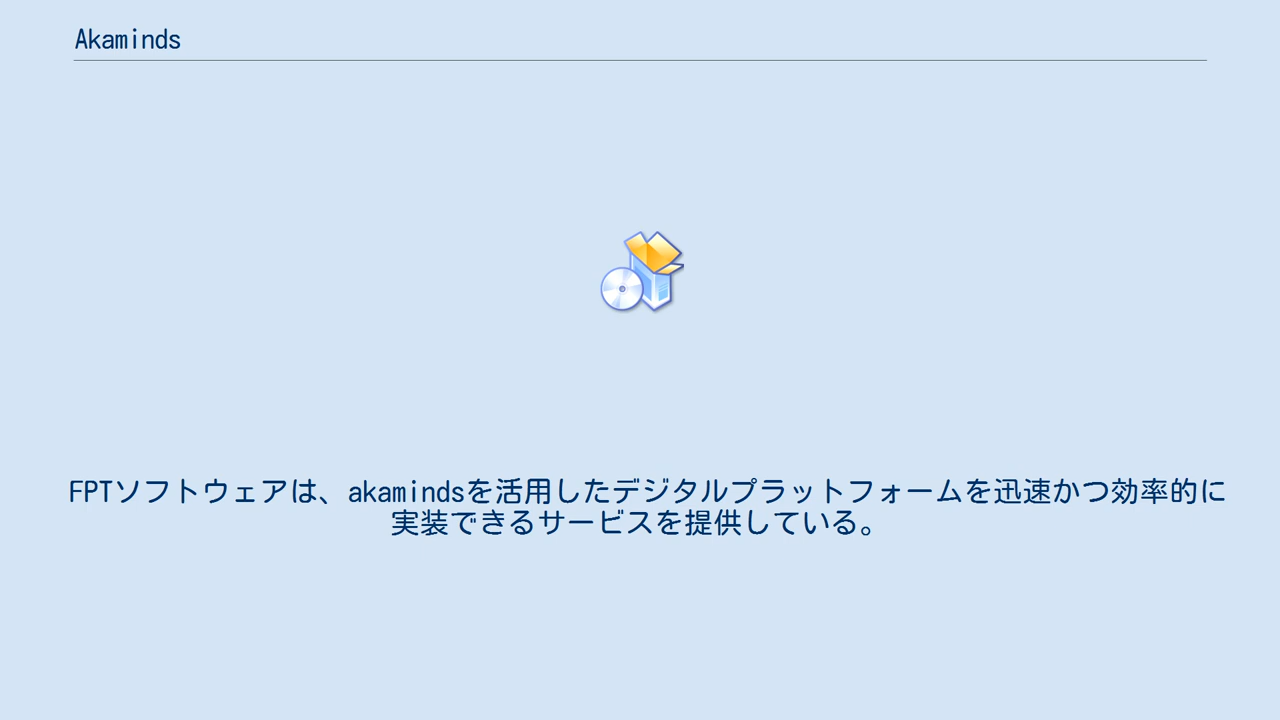 Akaminds
FPTソフトウェアは、akamindsを活用したデジタルプラットフォームを迅速かつ効率的に
実装できるサービスを提供している。